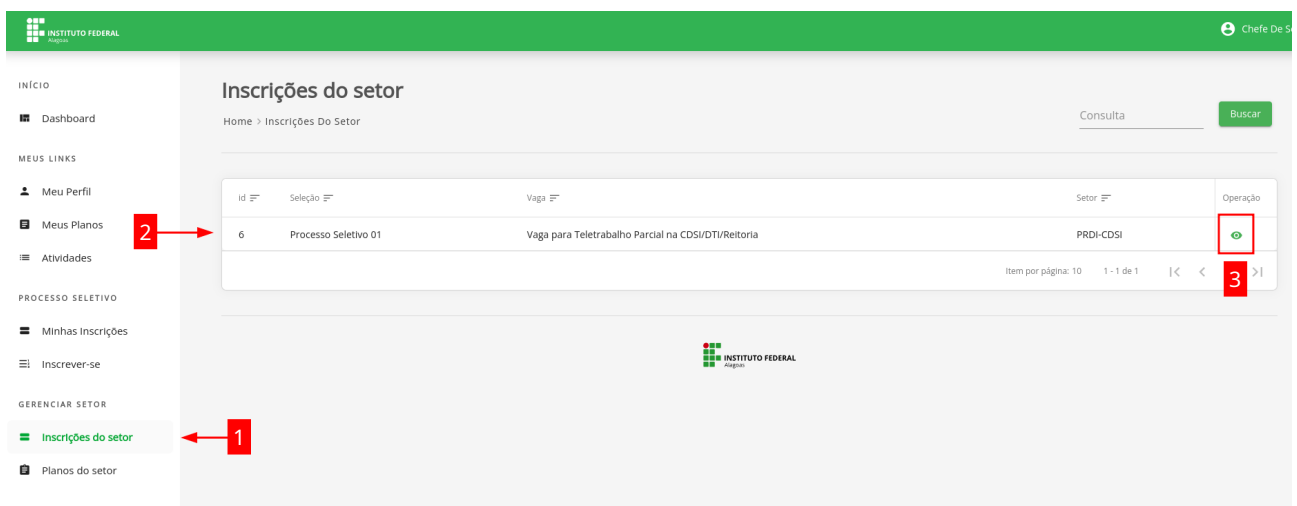 INSTITUTO FEDERAL
Alagoas
Chefe De S
INÍCIO
Dashboard
MEUS LINKS
Meu Perfil
Meus Planos
Atividades
PROCESSO SELETIVO
Minhas Inscrições
Inscrever-se
GERENCIAR SETOR
Inscrições do setor
Planos do setor
Inscrições do setor
Home > Inscrições Do Setor
Consulta
Buscar
id Seleção Vaga Setor Operação
2
6 Processo Seletivo 01 Vaga para Teletrabalho Parcial na CDSI/DTI/Reitoria PRDI-CDSI
Item por página: 10 1 - 1 de 1
3
INSTITUTO FEDERAL
Alagoas
1